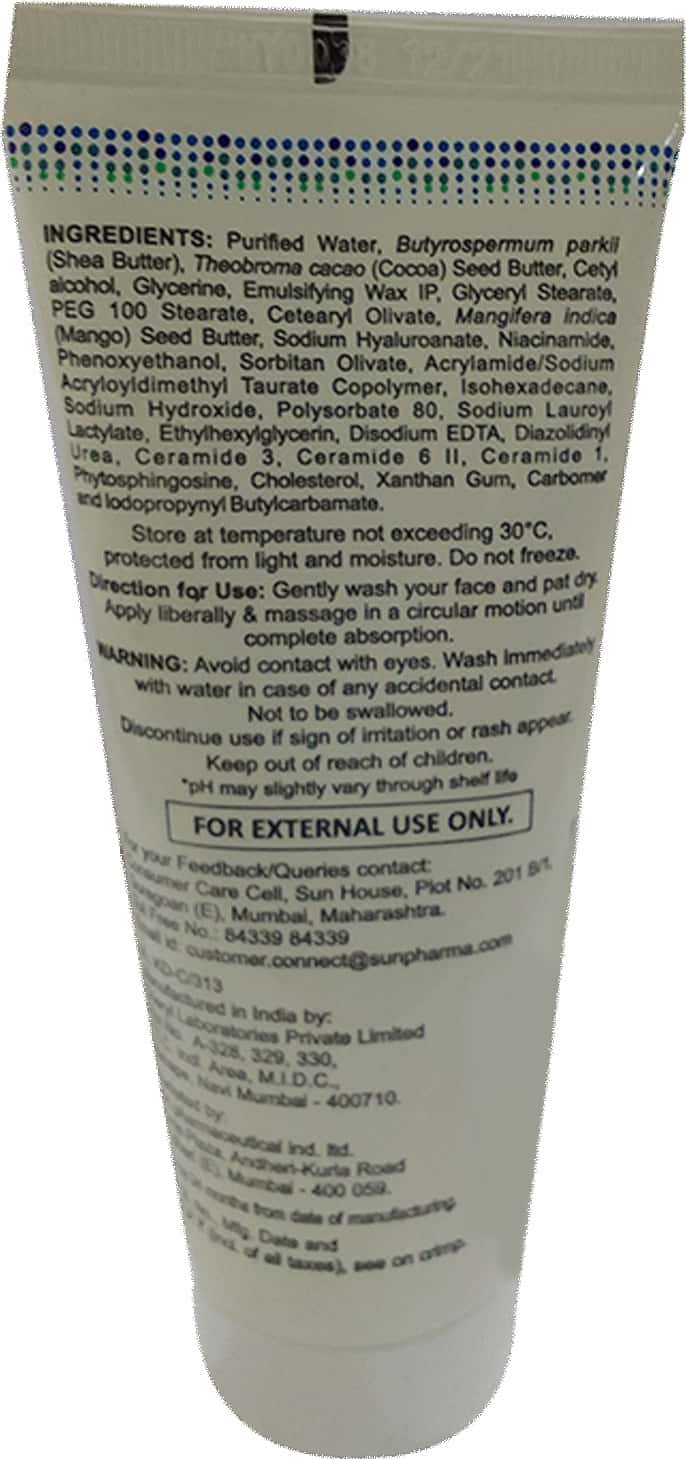 12/21
INGREDIENTS: Purified Water, Butyrospermum parkii
(Shea Butter), Theobroma cacao (Cocoa) Seed Butter, Cetyl
alcohol, Glycerine, Emulsifying Wax IP, Glyceryl Stearate,
PEG 100 Stearate, Cetearyl Olivate, Mangifera indica
(Mango) Seed Butter, Sodium Hyaluroanate, Niacinamide,
Phenoxyethanol, Sorbitan Olivate, Acrylamide/Sodium
Acryloyldimethyl Taurate Copolymer, Isohexadecane,
Sodium Hydroxide, Polysorbate 80, Sodium Lauroyl
Lactylate, Ethylhexylglycerin, Disodium EDTA, Diazolidinyl
Urea, Ceramide 3, Ceramide 6 II, Ceramide 1,
Phytosphingosine, Cholesterol, Xanthan Gum, Carbomer
and Iodopropynyl Butylcarbamate.
Store at temperature not exceeding 30°C,
protected from light and moisture. Do not freeze.
Direction for Use: Gently wash your face and pat dry.
Apply liberally & massage in a circular motion until
complete absorption.
WARNING: Avoid contact with eyes. Wash Immediately
with water in case of any accidental contact.
Not to be swallowed.
Discontinue use if sign of irritation or rash appear.
Keep out of reach of children.
*pH may slightly vary through shelf life
FOR EXTERNAL USE ONLY.
your Feedback/Queries contact:
Care Cell, Sun House, Plot No. 201 B/1,
(E), Mumbai, Maharashtra.
Free No.: 84339 84339
id: customer.connect@sunpharma.com
KD-C/313
in India by:
Laboratories Private Limited
A-328, 329, 330,
Ind. Area, M.I.D.C.,
Navi Mumbai - 400710.
by:
Ind. ltd.
Plaza, Andheri-Kurla Road
(E), Mumbai - 400 059.
months from date of manufacturing
Mfg. Date and
(incl. of all taxes), see on crimp.